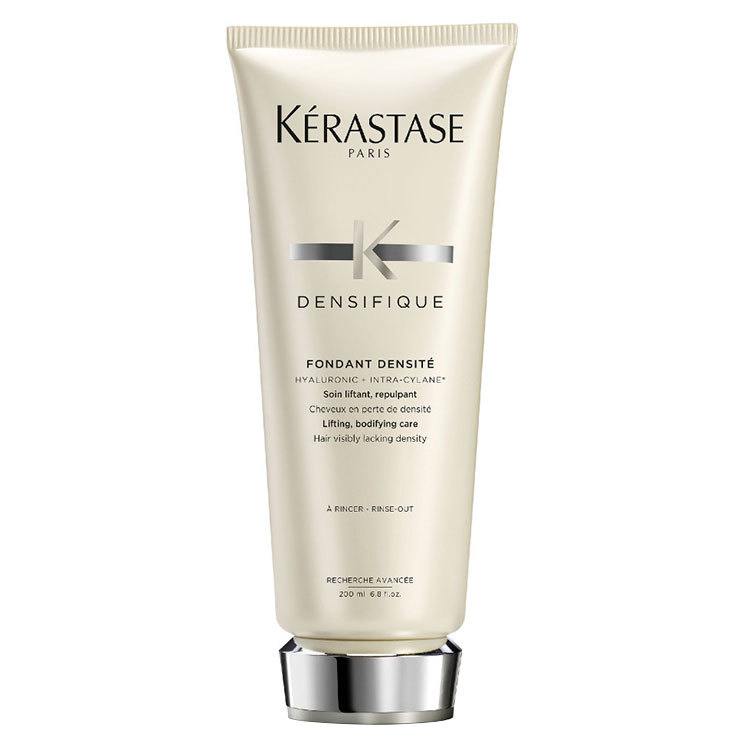 KÉRASTASE
PARIS
K
DENSIFIQUE
FONDANT DENSITÉ
HYALURONIC + INTRA-CYLANE*
Soin liftant, repulpant
Cheveux en perte de densité
Lifting, bodifying care
Hair visibly lacking density
À RINCER - RINSE-OUT
RECHERCHE AVANCÉE
200 ml 6.8 fl.oz.